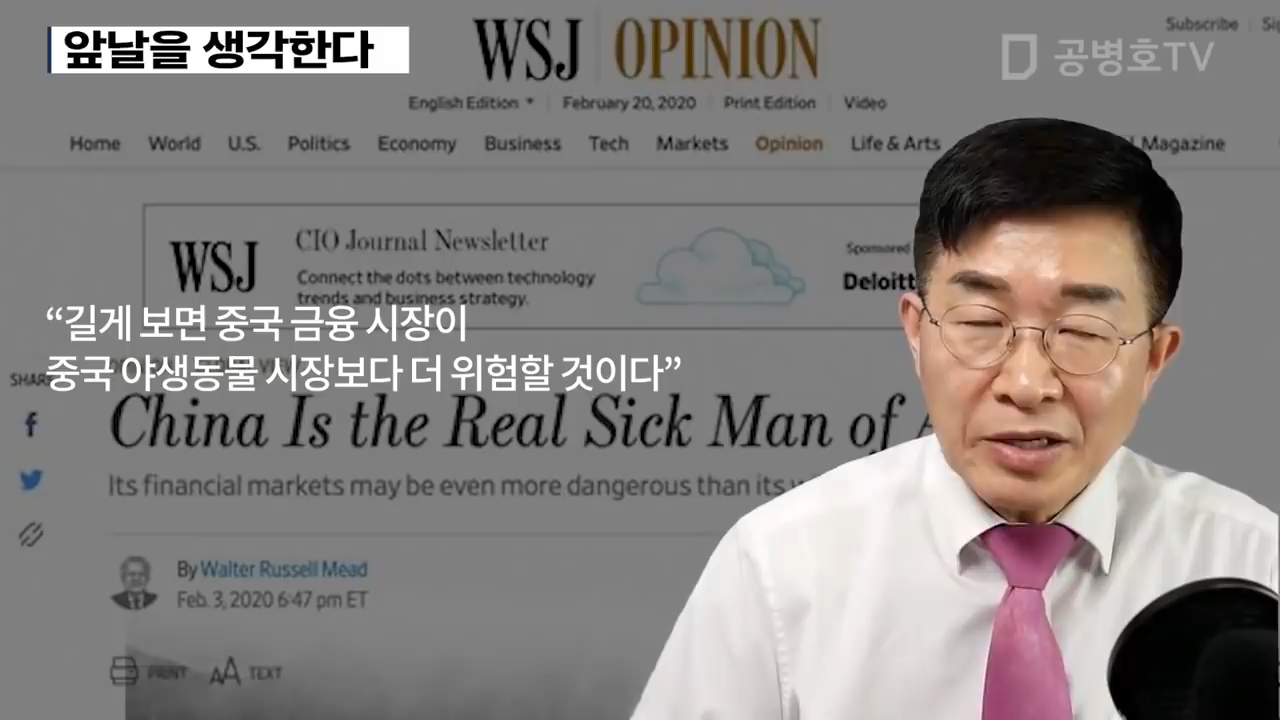 앞날을 생각한다
WSJ OPINION
Subscribe
공병호TV
English Edition
February 20, 2020
Print Edition
Video
Home World U.S. Politics Economy Business Tech Markets Opinion Life & Arts Magazine
WSJ
CIO Journal Newsletter
Connect the dots between technology
trends and business strategy.
Sponsored
Deloitt
“길게 보면 중국 금융 시장이
중국 야생동물 시장보다 더 위험할 것이다”
SHARE
China Is the Real Sick Man of
Its financial markets may be even more dangerous than its
By Walter Russell Mead
Feb. 3, 2020 6:47 pm ET
PRINT AA TEXT